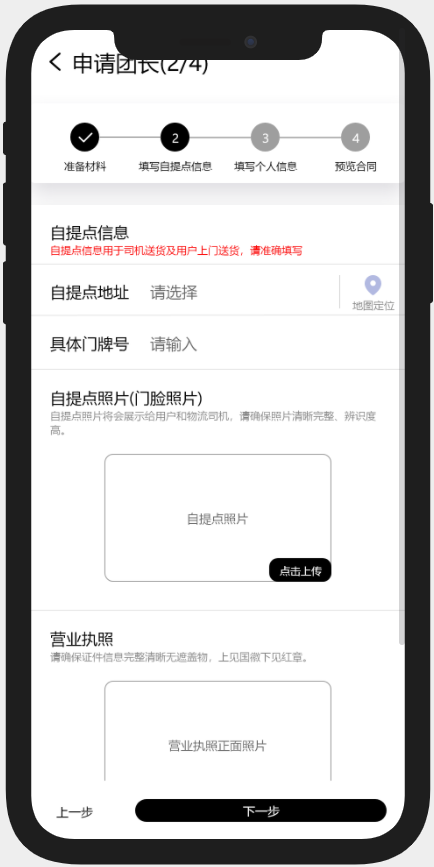 申请团长(2/4)
2
3
4
准备材料
填写自提点信息
填写个人信息
预览合同
自提点信息
自提点信息用于司机送货及用户上门送货，请准确填写
自提点地址 请选择
地图定位
具体门牌号 请输入
自提点照片(门脸照片)
自提点照片将会展示给用户和物流司机，请确保照片清晰完整、辨识度
高。
自提点照片
点击上传
营业执照
请确保证件信息完整清晰无遮盖物，上见国徽下见红章。
营业执照正面照片
上一步
下一步